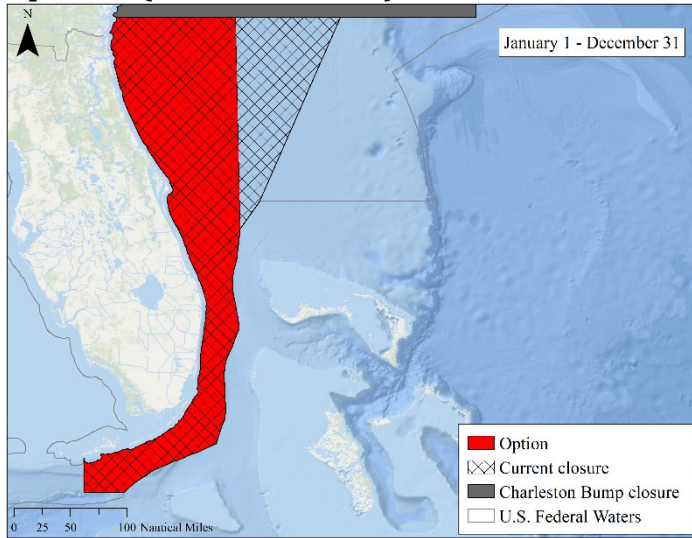 N
January 1 - December 31
Option
Current closure
Charleston Bump closure
U.S. Federal Waters
0 25 50 100 Nautical Miles